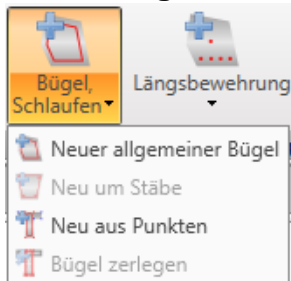 Bügel,
Schlaufen
Längsbewehrung
Neuer allgemeiner Bügel
Neu um Stäbe
Neu aus Punkten
Bügel zerlegen